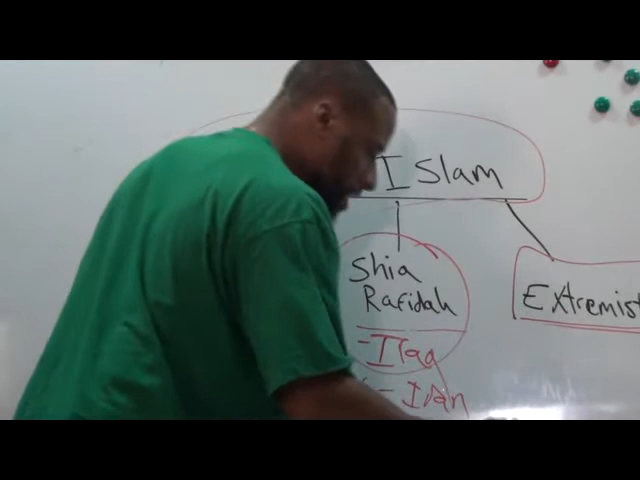 ISlam
Shia
Rafidah
Extremist
- Iraq
- Iran